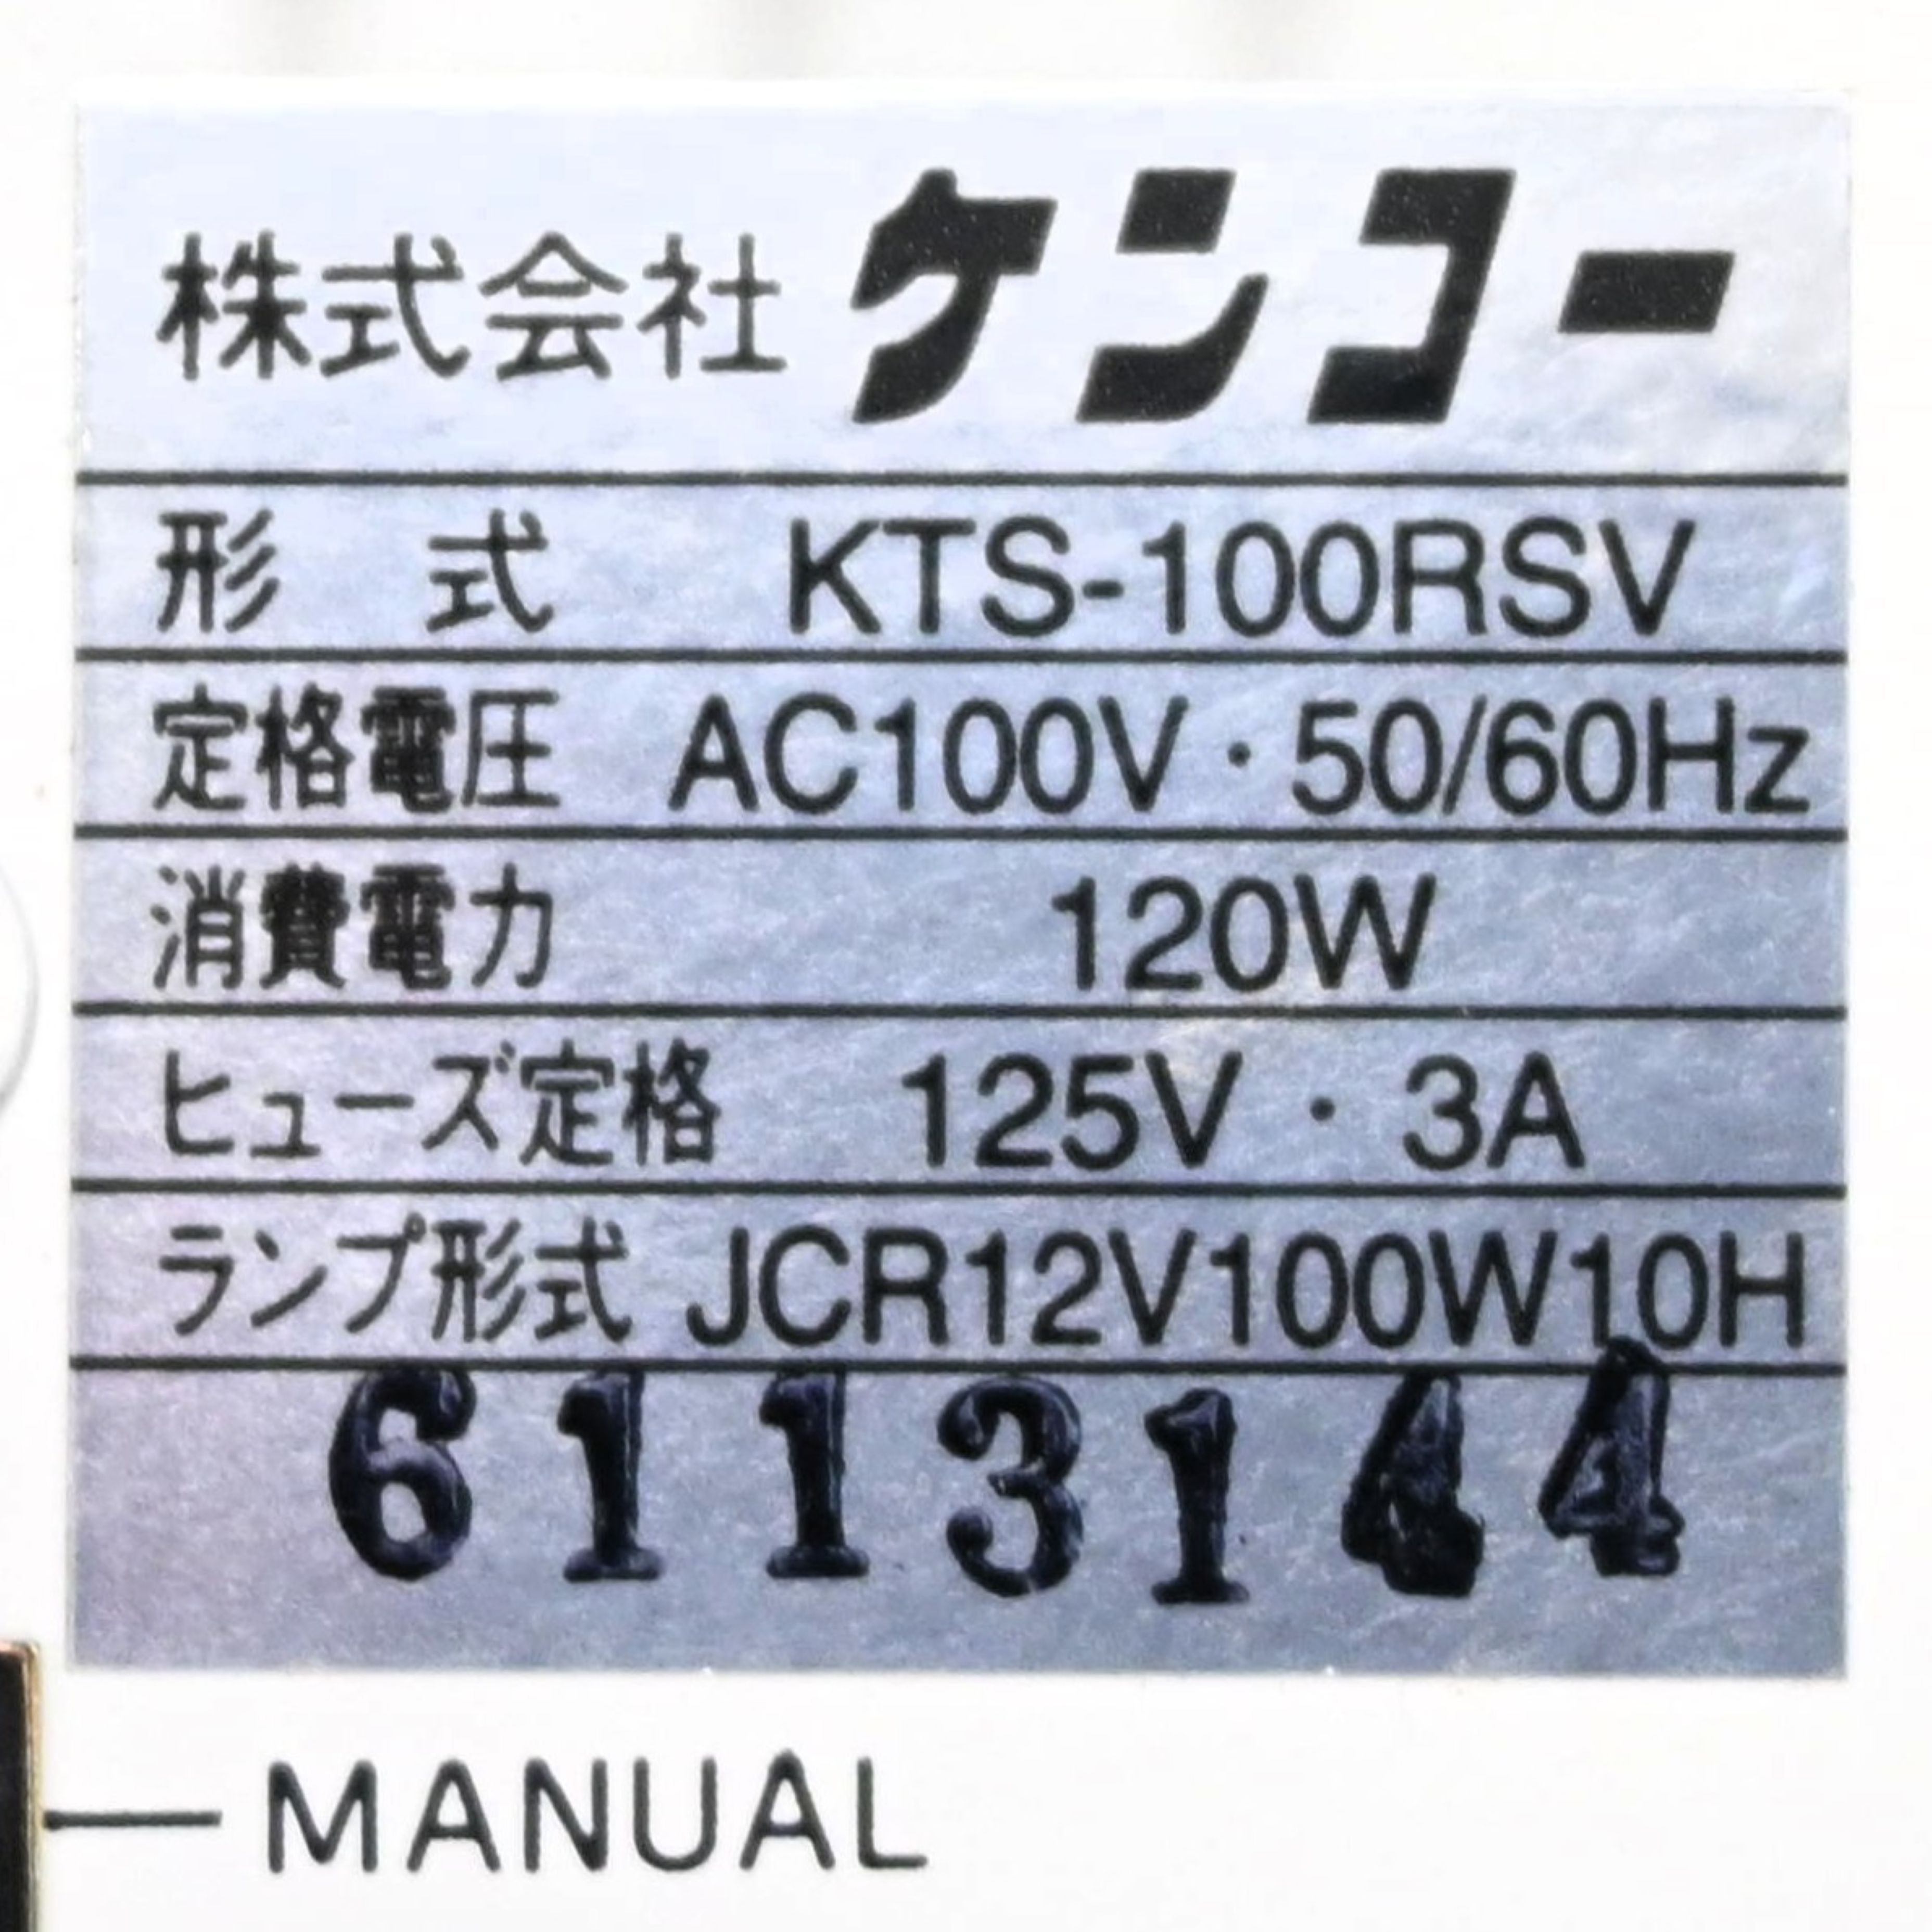 株式会社 ケンコー
形 式 KTS-100RSV
定格電圧 AC100V・50/60Hz
消費電力 120W
ヒューズ定格 125V・3A
ランプ形式 JCR12V100W10H
6113144
MANUAL